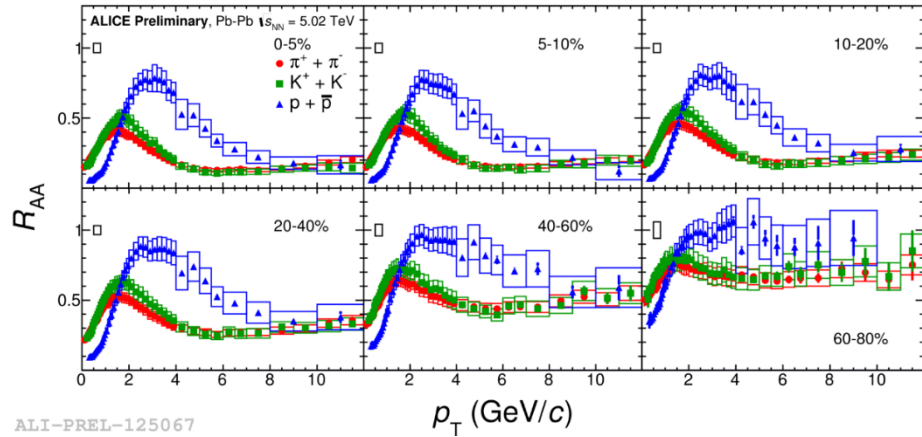 ALICE Preliminary, Pb-Pb √sNN = 5.02 TeV
0-5%
5-10%
10-20%
π+ + π-
K+ + K-
p + p̅
1
0.5
RAA
20-40%
40-60%
60-80%
1
0.5
0 2 4 6 8 10
2 4 6 8 10
2 4 6 8 10
pT (GeV/c)
ALI-PREL-125067